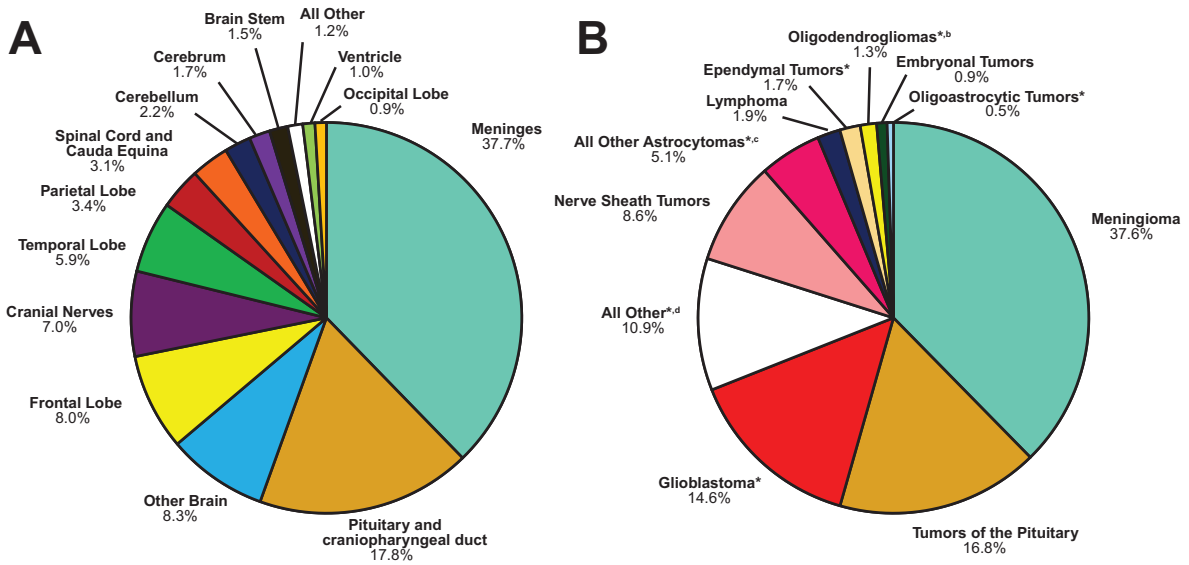 A
Brain Stem
1.5%
All Other
1.2%
Cerebrum
1.7%
Ventricle
1.0%
Cerebellum
2.2%
Occipital Lobe
0.9%
Spinal Cord and
Cauda Equina
3.1%
Meninges
37.7%
Parietal Lobe
3.4%
Temporal Lobe
5.9%
Cranial Nerves
7.0%
Frontal Lobe
8.0%
Other Brain
8.3%
Pituitary and
craniopharyngeal duct
17.8%
B
Oligodendrogliomas*,b
1.3%
Ependymal Tumors*
1.7%
Embryonal Tumors
0.9%
Lymphoma
1.9%
Oligoastrocytic Tumors*
0.5%
All Other Astrocytomas*,c
5.1%
Nerve Sheath Tumors
8.6%
Meningioma
37.6%
All Other*,d
10.9%
Glioblastoma*
14.6%
Tumors of the Pituitary
16.8%